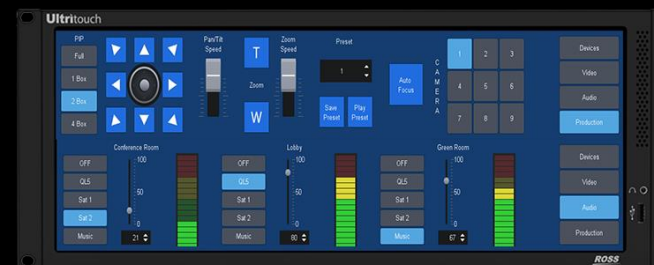 Ultritouch
PIP
Full
1 Box
2 Box
4 Box
Pan/Tilt
Speed
T
Zoom
W
Zoom
Speed
Preset
1
Save
Preset
Play
Preset
Auto
Focus
CAMERA
1 2 3
4 5 6
7 8 9
Devices
Video
Audio
Production
Conference Room
OFF
QL5
Sat 1
Sat 2
Music
100
50
0
21
Lobby
OFF
QL5
Sat 1
Sat 2
Music
100
50
0
80
Green Room
OFF
QL5
Sat 1
Sat 2
Music
100
50
0
67
Devices
Video
Audio
Production
ROSS